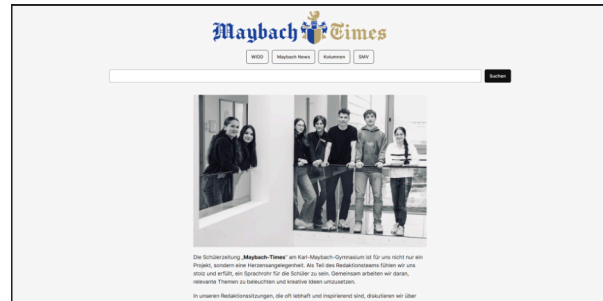 Maybach Times
WIDD
Maybach News
Kolumnen
SMV
Suchen
Die Schülerzeitung „Maybach-Times“ am Karl-Maybach-Gymnasium ist für uns nicht nur ein
Projekt, sondern eine Herzensangelegenheit. Als Teil des Redaktionsteams fühlen wir uns
stolz und erfüllt, ein Sprachrohr für die Schüler zu sein. Gemeinsam arbeiten wir daran,
relevante Themen zu beleuchten und kreative Ideen umzusetzen.
In unseren Redaktionssitzungen, die oft lebhaft und inspirierend sind, diskutieren wir über